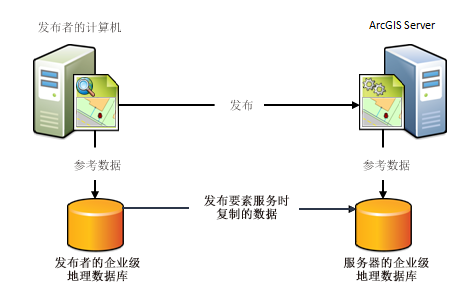 发布者的计算机
ArcGIS Server
发布
参考数据
参考数据
发布要素服务时
复制的数据
发布者的企业级
地理数据库
服务器的企业级
地理数据库